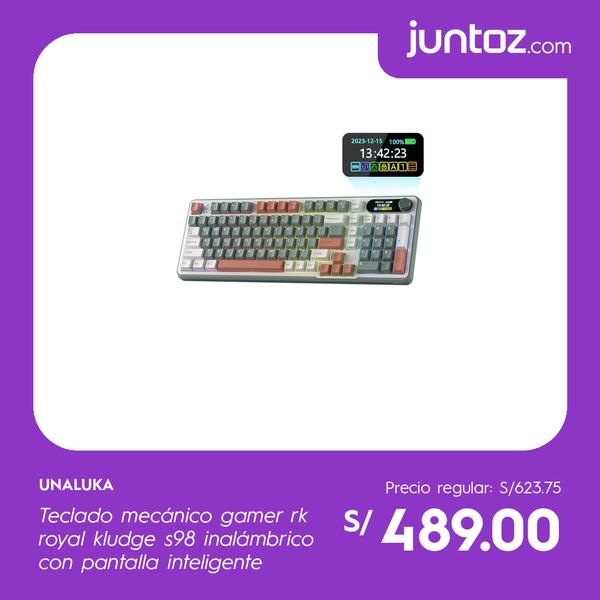 juntoz.com
2023-12-15 100%
13:42:23
UNALUKA
Teclado mecánico gamer rk
royal kludge s98 inalámbrico
con pantalla inteligente
Precio regular: S/623.75
S/ 489.00